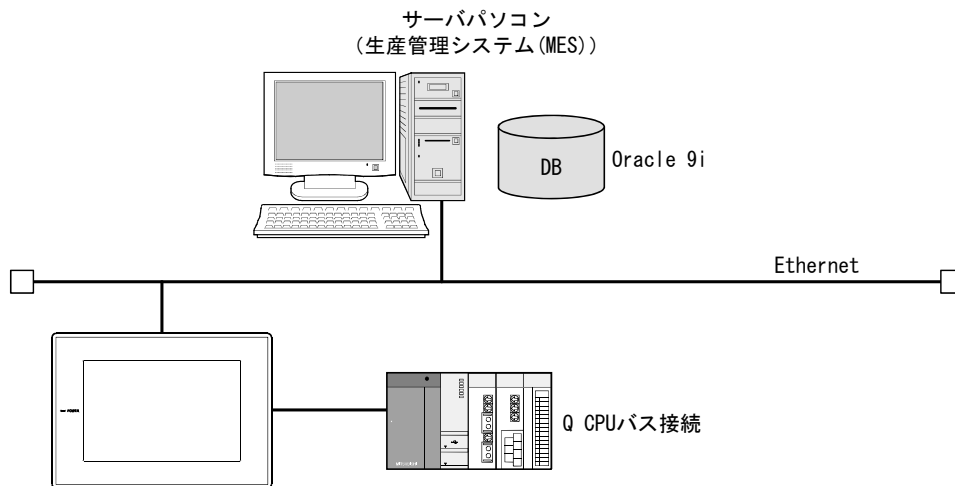 サーバパソコン
(生産管理システム(MES))
DB
Oracle 9i
Ethernet
POWER
Q CPUバス接続